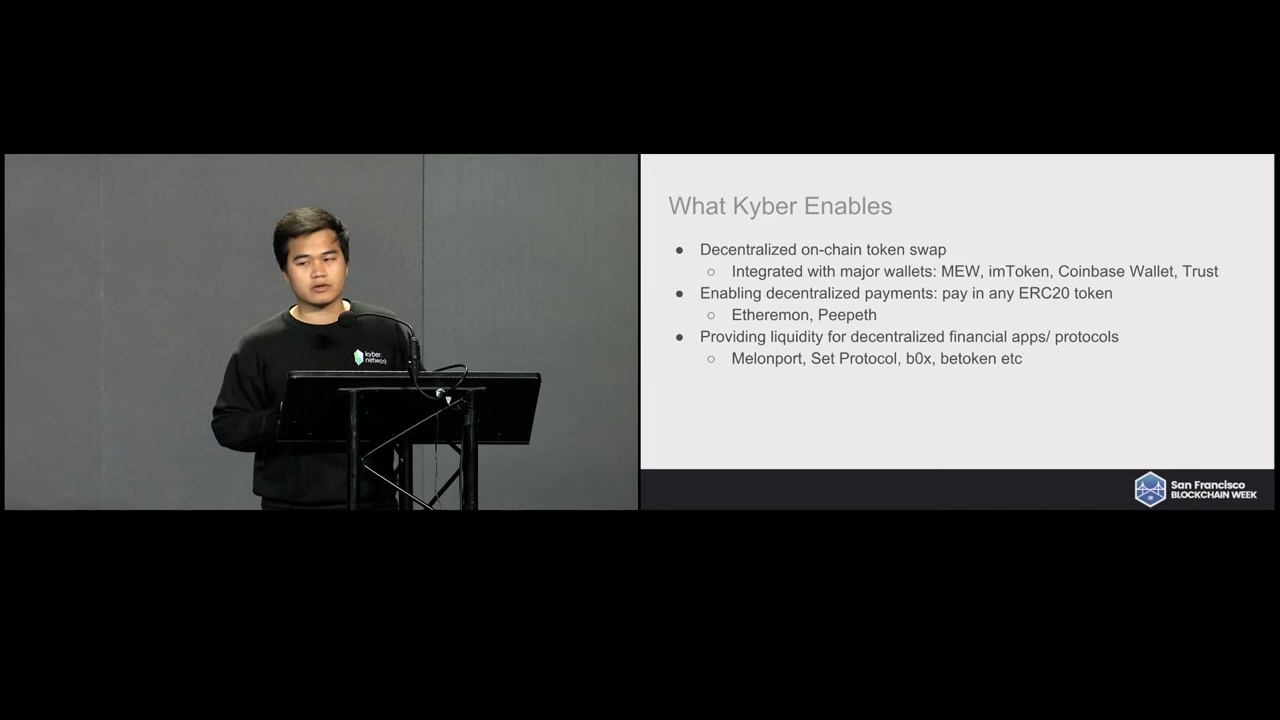 kyber
network
What Kyber Enables
● Decentralized on-chain token swap
○ Integrated with major wallets: MEW, imToken, Coinbase Wallet, Trust
● Enabling decentralized payments: pay in any ERC20 token
○ Etheremon, Peepeth
● Providing liquidity for decentralized financial apps/ protocols
○ Melonport, Set Protocol, b0x, betoken etc
San Francisco
BLOCKCHAIN WEEK